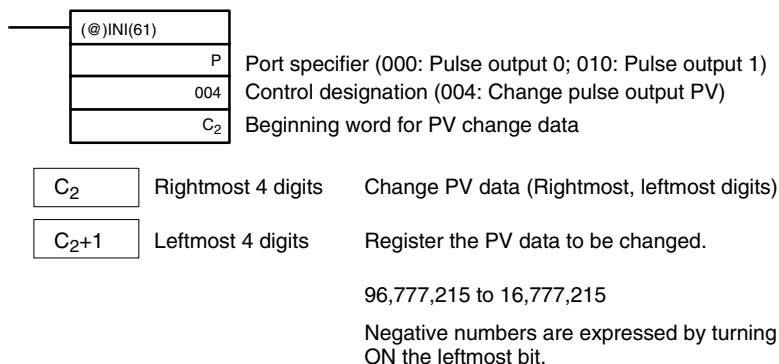 (@)INI(61)
P Port specifier (000: Pulse output 0; 010: Pulse output 1)
004 Control designation (004: Change pulse output PV)
C2 Beginning word for PV change data
C2 Rightmost 4 digits Change PV data (Rightmost, leftmost digits)
C2+1 Leftmost 4 digits Register the PV data to be changed.
96,777,215 to 16,777,215
Negative numbers are expressed by turning
ON the leftmost bit.